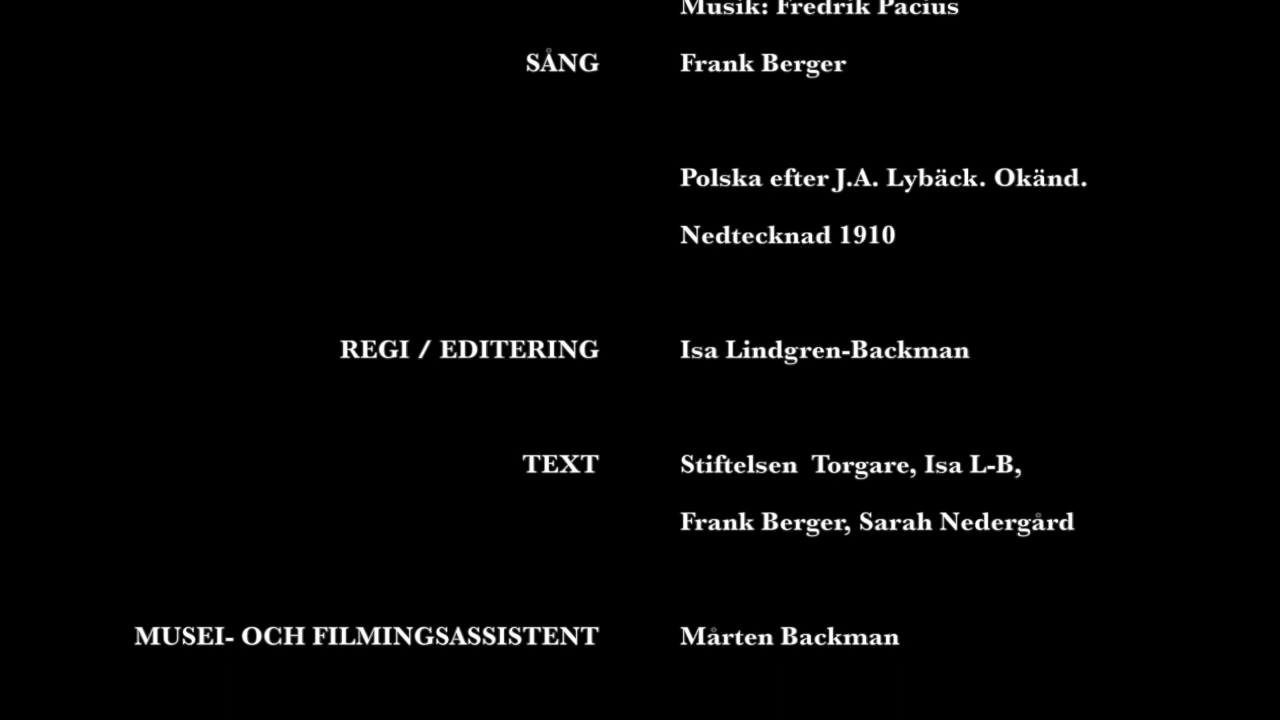 Musik: Fredrik Pacius
SÅNG Frank Berger
Polska efter J.A. Lybäck. Okänd.
Nedtecknad 1910
REGI / EDITERING Isa Lindgren-Backman
TEXT Stiftelsen Torgare, Isa L-B,
Frank Berger, Sarah Nedergård
MUSEI- OCH FILMINGSASSISTENT Mårten Backman